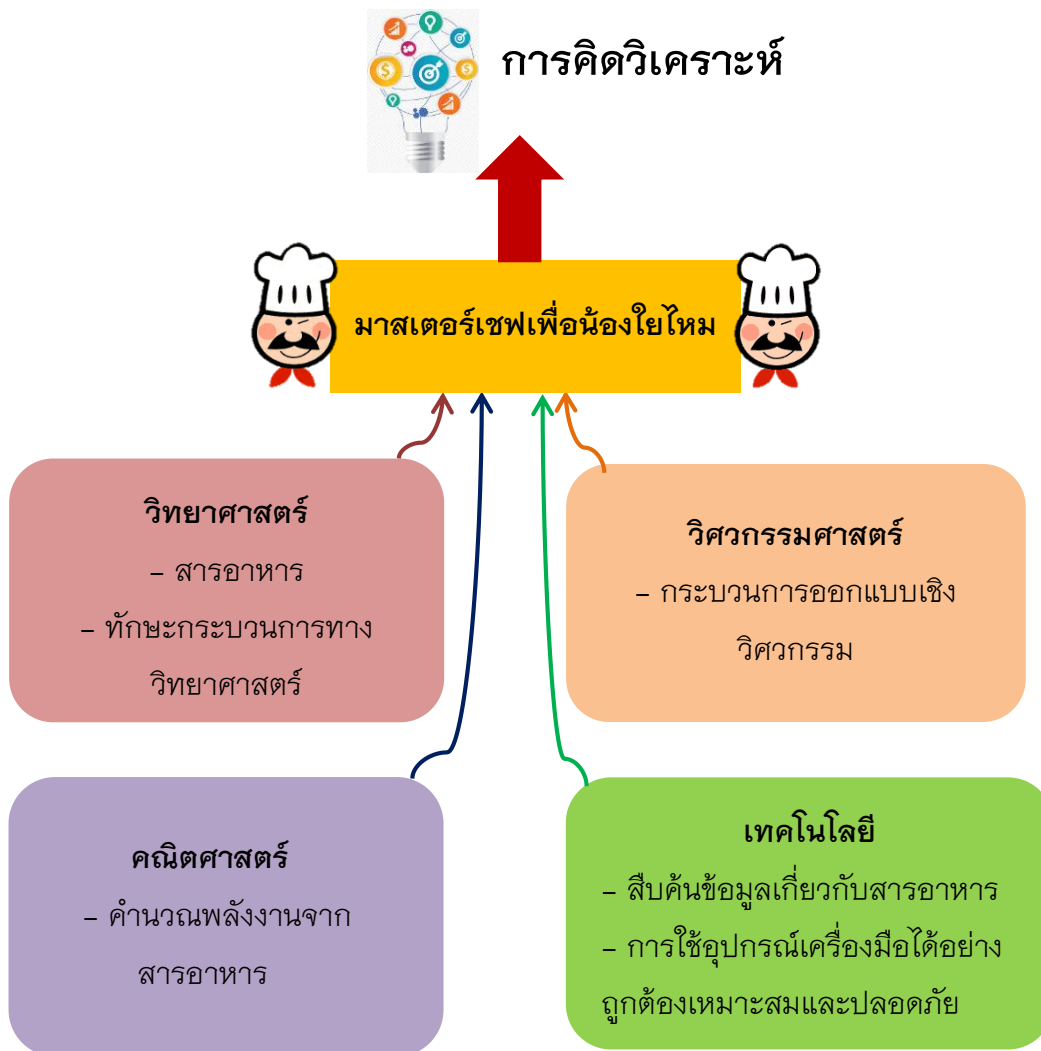 การคิดวิเคราะห์
มาสเตอร์เชฟเพื่อน้องใยไหม
วิทยาศาสตร์
– สารอาหาร
– ทักษะกระบวนการทาง
วิทยาศาสตร์
วิศวกรรมศาสตร์
– กระบวนการออกแบบเชิง
วิศวกรรม
คณิตศาสตร์
– คำนวณพลังงานจาก
สารอาหาร
เทคโนโลยี
– สืบค้นข้อมูลเกี่ยวกับสารอาหาร
– การใช้อุปกรณ์เครื่องมือได้อย่าง
ถูกต้องเหมาะสมและปลอดภัย